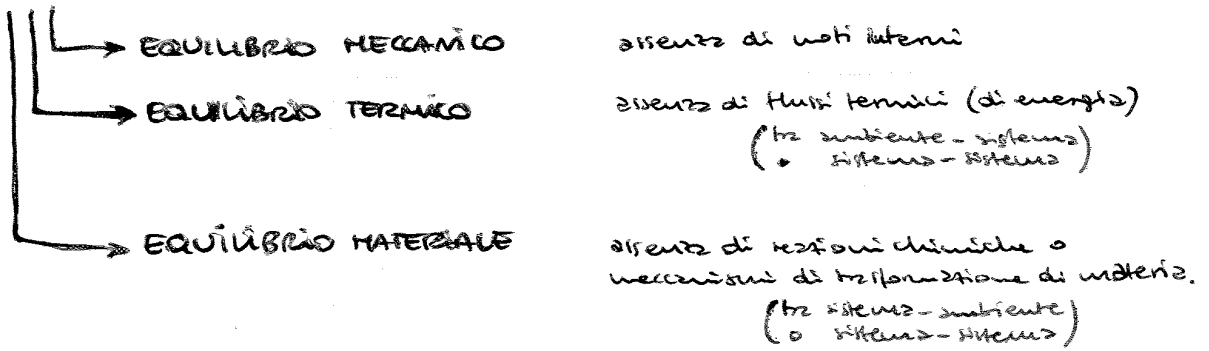 EQUILIBRIO MECCANICO assenza di moti interni
EQUILIBRIO TERMICO assenza di flussi termici (di energia)
(tra ambiente - sistema
o sistema - sistema)
EQUILIBRIO MATERIALE assenza di reazioni chimiche o
meccanismi di trasformazione di materia.
(tra sistema - ambiente
o sistema - sistema)